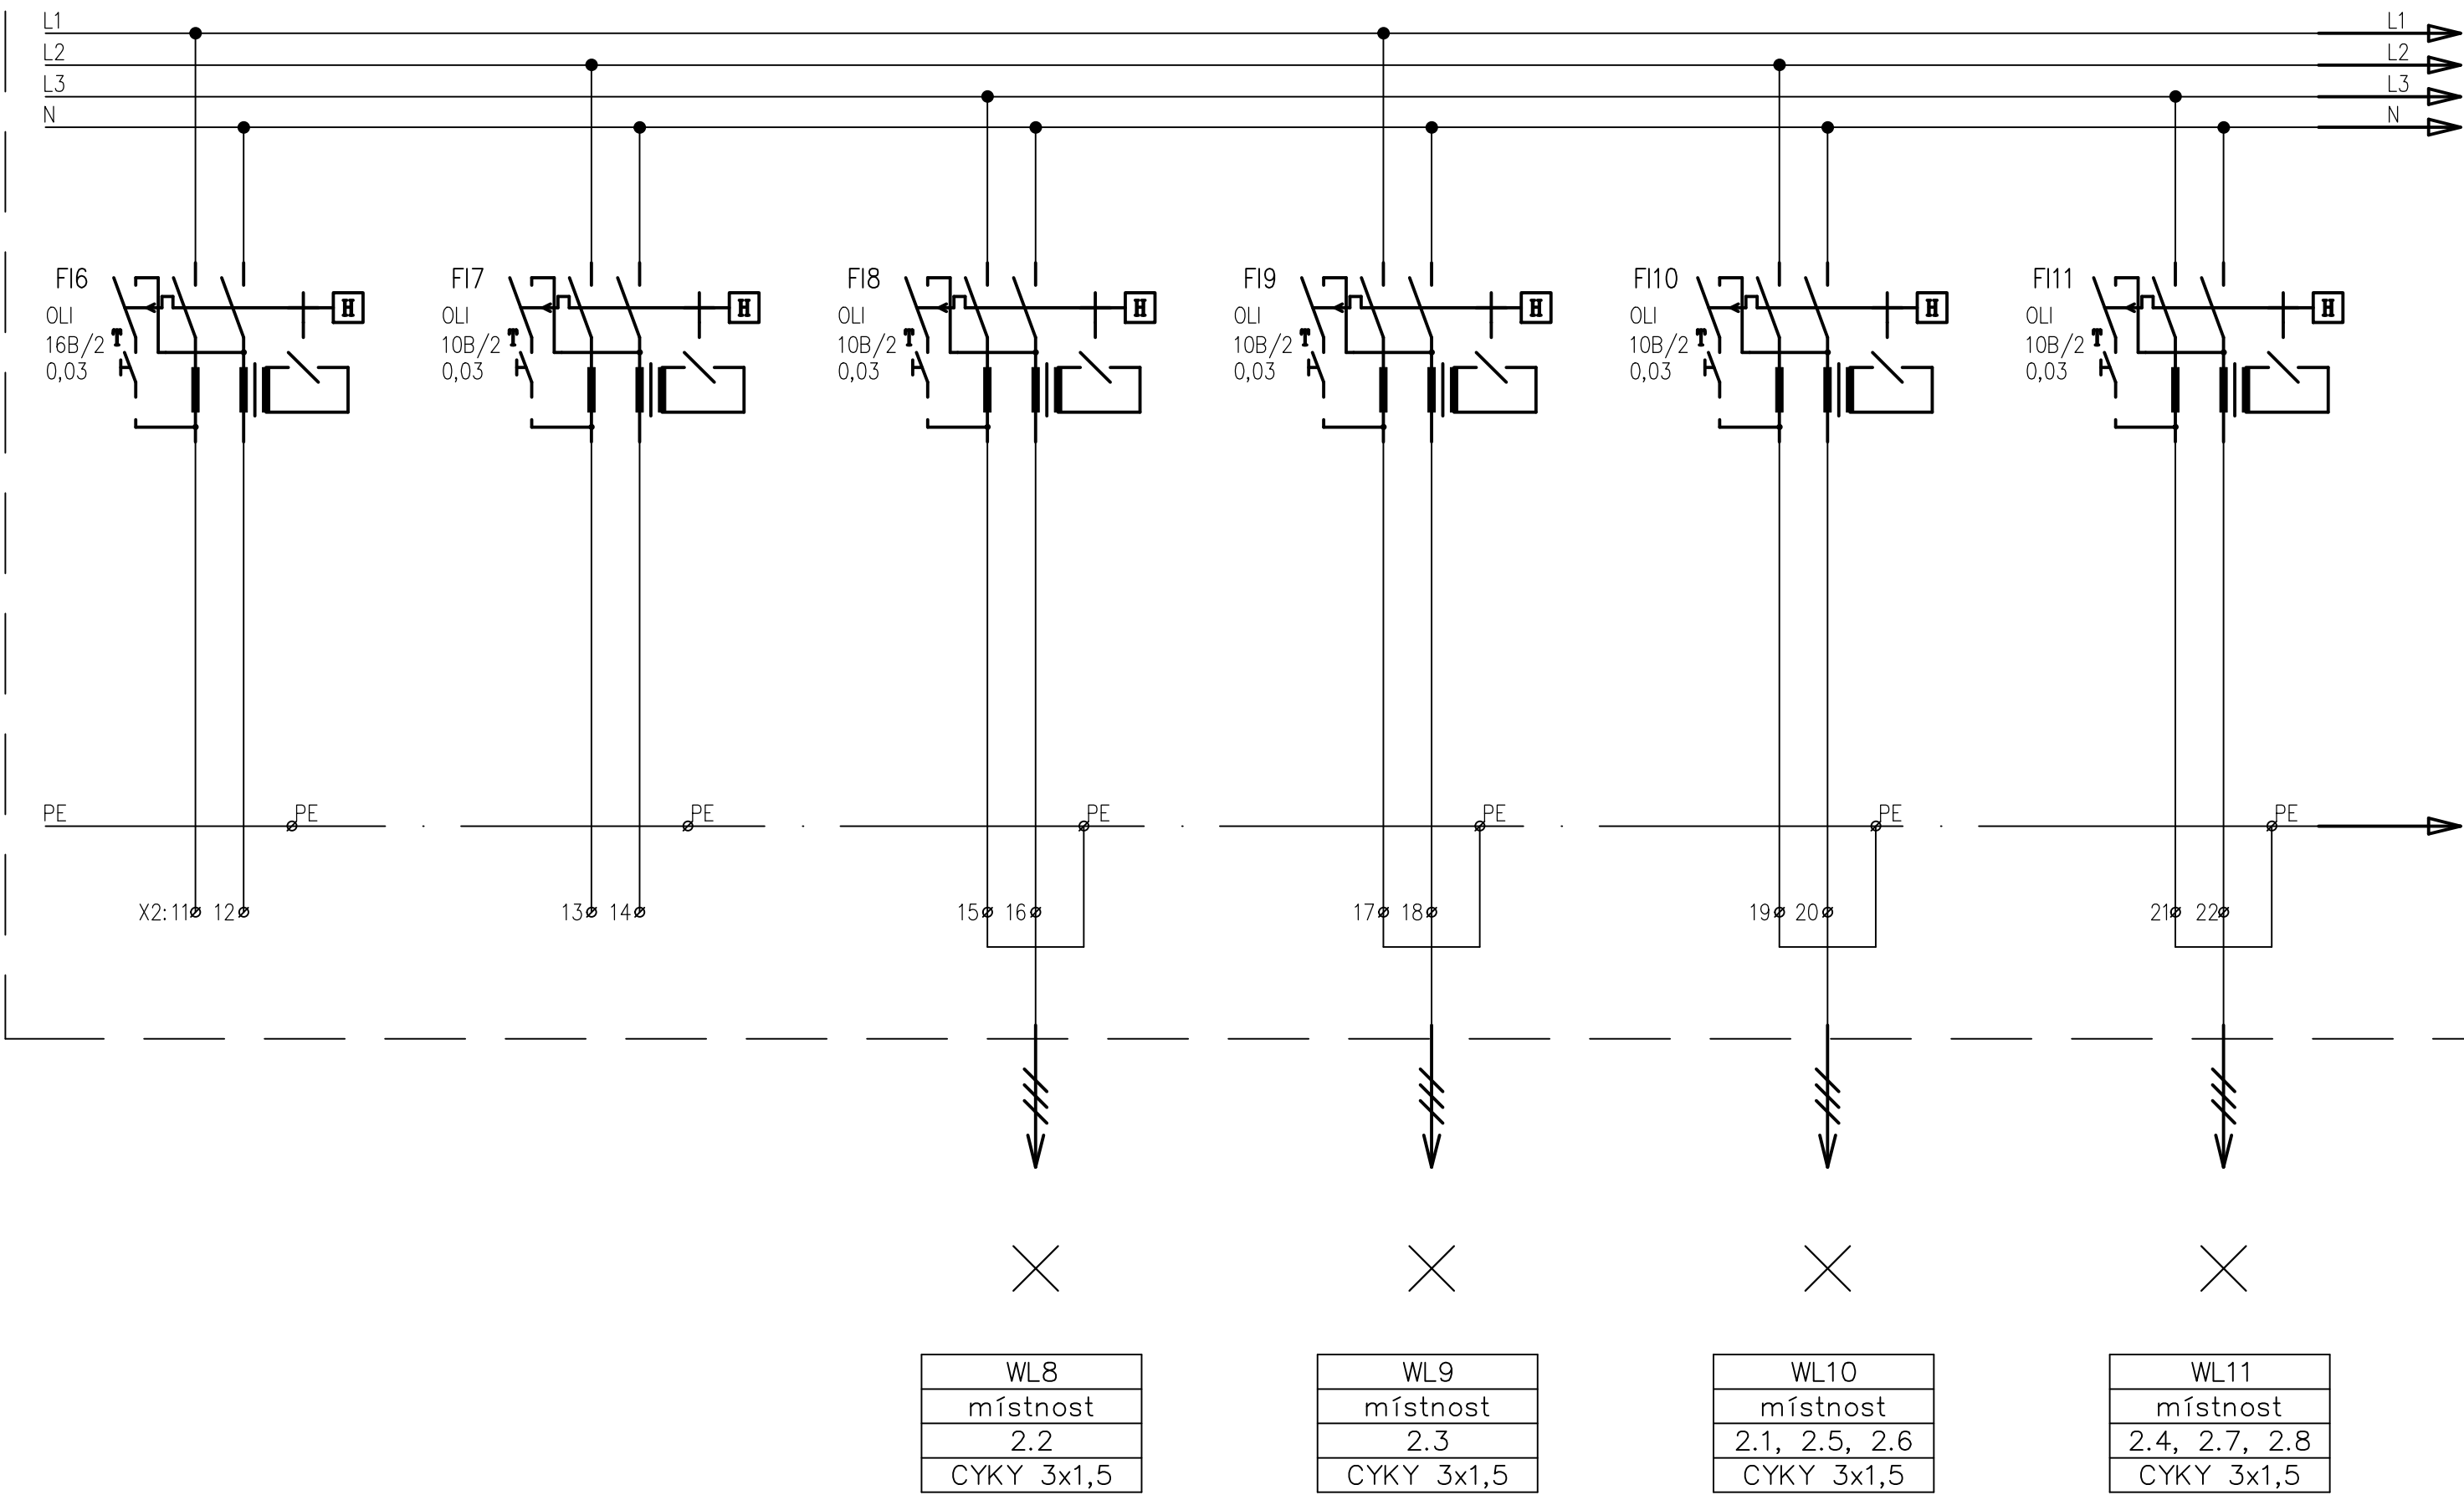 L1 L1
L2 L2
L3 L3
N N
FI6 FI7 FI8 FI9 FI10 FI11
H H H H H H
OLI OLI OLI OLI OLI OLI
T T T T T T
16B/2 10B/2 10B/2 10B/2 10B/2 10B/2
0,03 0,03 0,03 0,03 0,03 0,03
PE PE PE PE PE PE PE
X2: 11 12 13 14 15 16 17 18 19 20 21 22
WL8
místnost
2.2
CYKY 3x1,5
WL9
místnost
2.3
CYKY 3x1,5
WL10
místnost
2.1, 2.5, 2.6
CYKY 3x1,5
WL11
místnost
2.4, 2.7, 2.8
CYKY 3x1,5